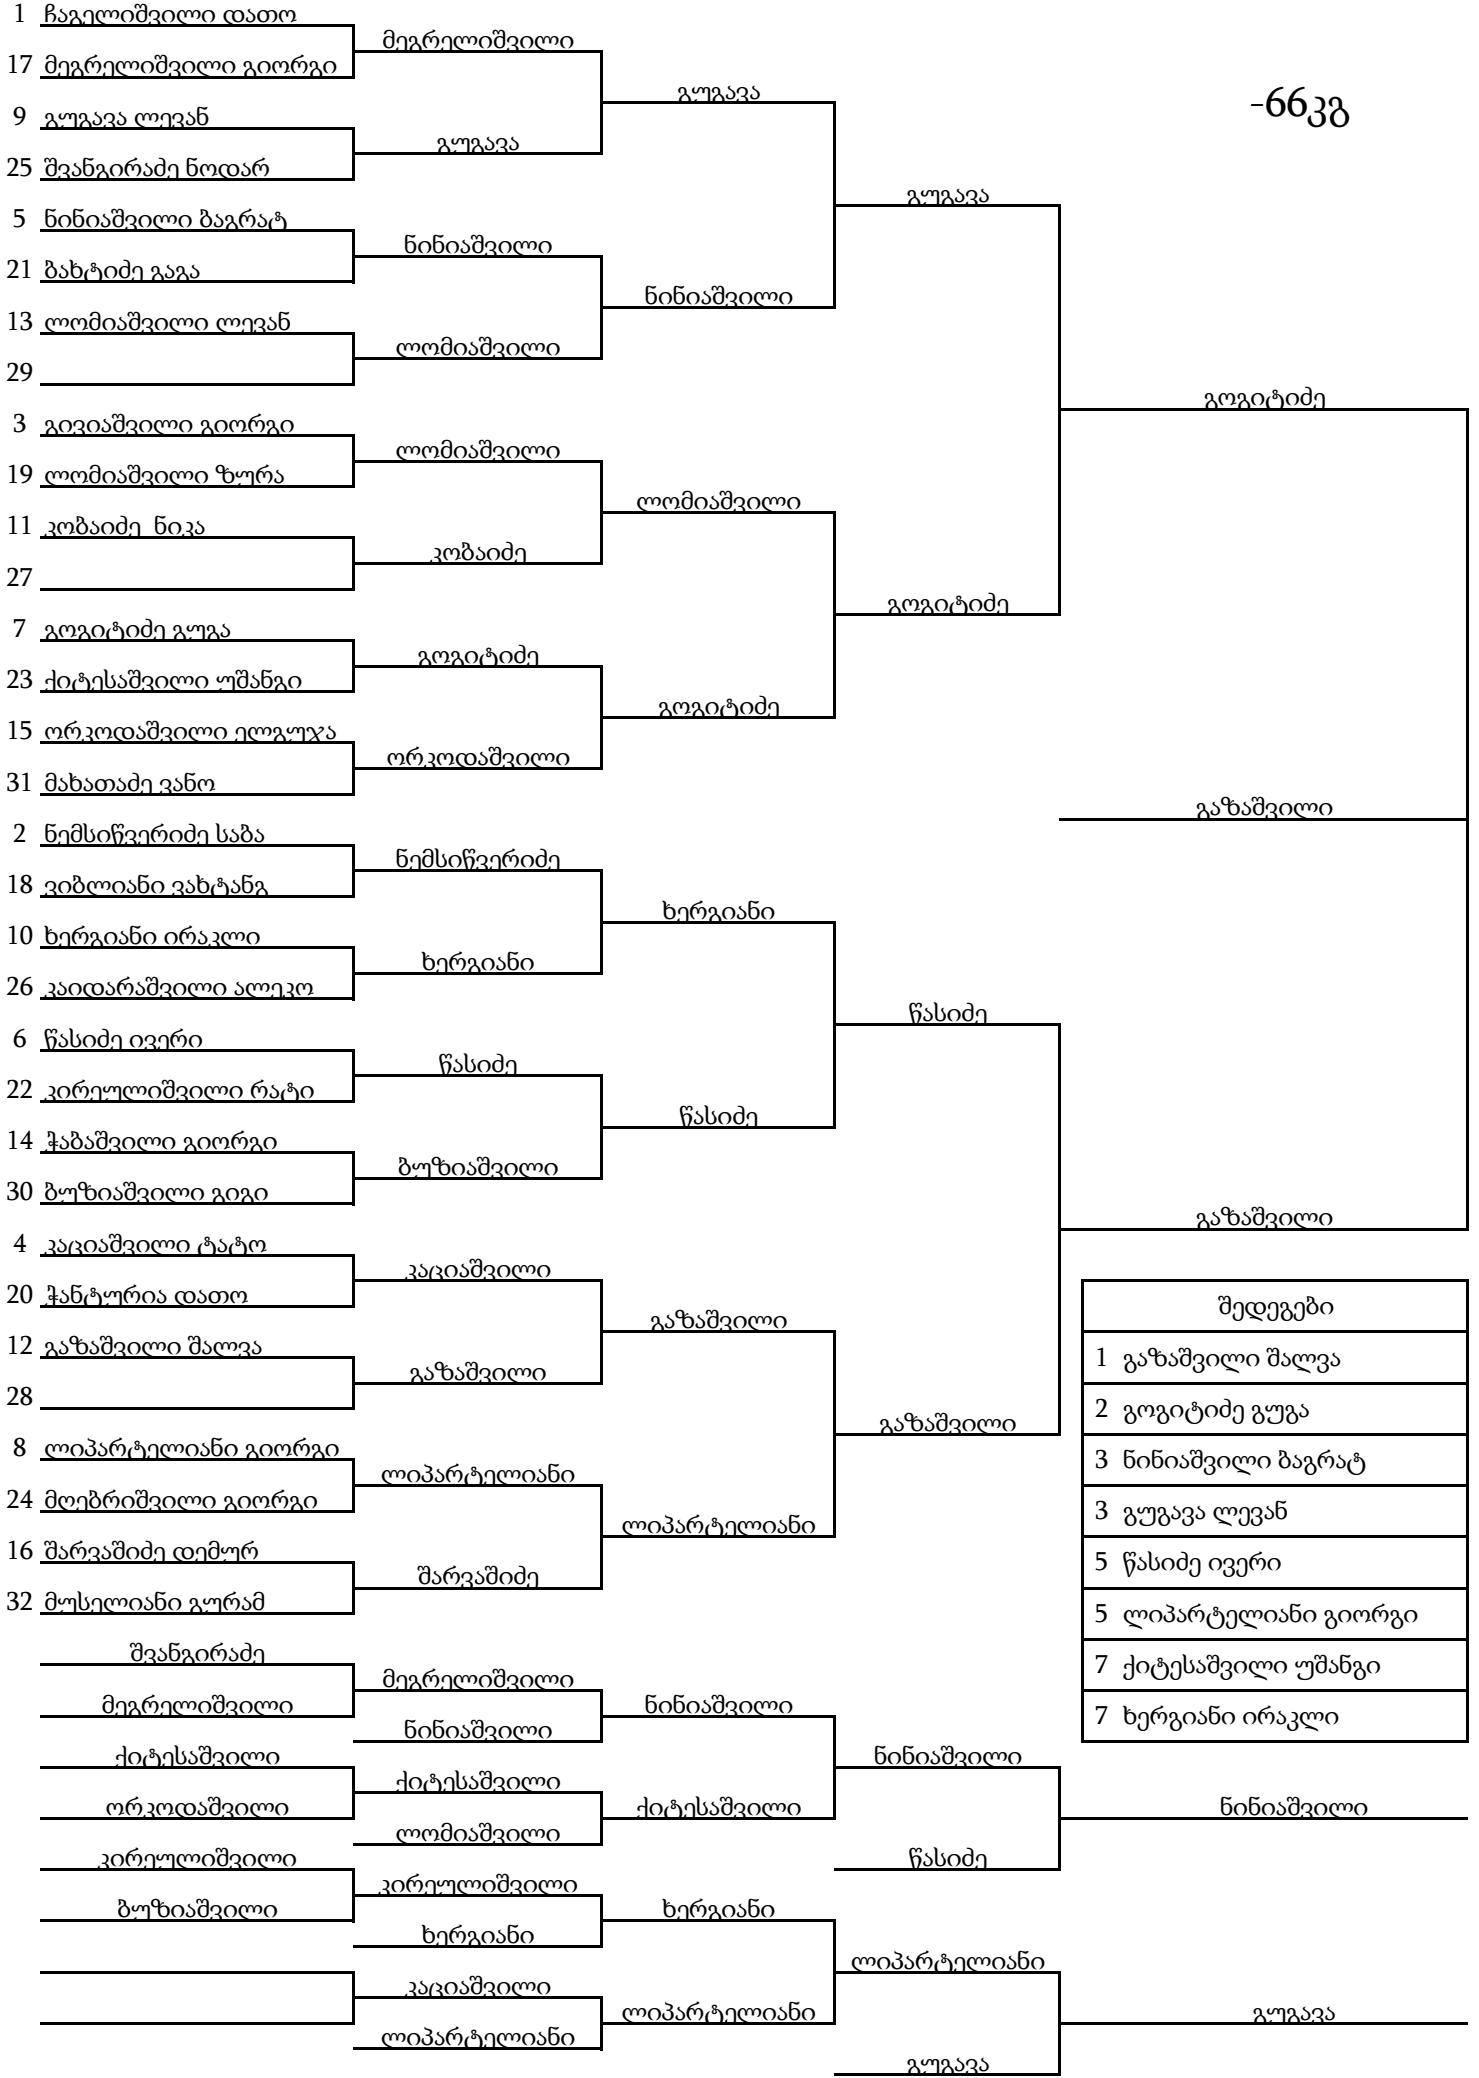 1 ჩაგელიშვილი დათო
მეგრელიშვილი
17 მეგრელიშვილი გიორგი
გუგავა
-66კგ
9 გუგავა ლევან
გუგავა
25 შვანგირაძე ნოდარ
გუგავა
5 ნინიაშვილი ბაგრატ
ნინიაშვილი
21 ბახტიძე გაგა
ნინიაშვილი
13 ლომიაშვილი ლევან
ლომიაშვილი
29
გოგიტიძე
3 გივიაშვილი გიორგი
ლომიაშვილი
19 ლომიაშვილი ზურა
ლომიაშვილი
11 კობაიძე ნიკა
კობაიძე
27
გოგიტიძე
7 გოგიტიძე გუგა
გოგიტიძე
23 ქიტესაშვილი უშანგი
გოგიტიძე
15 ორკოდაშვილი ელგუჯა
ორკოდაშვილი
31 მახათაძე ვანო
გაზაშვილი
2 ნემსიწვერიძე საბა
ნემსიწვერიძე
18 ვიბლიანი ვახტანგ
ხერგიანი
10 ხერგიანი ირაკლი
ხერგიანი
26 კაიდარაშვილი ალეკო
წასიძე
6 წასიძე ივერი
წასიძე
22 კირეულიშვილი რატი
წასიძე
14 ჭაბაშვილი გიორგი
ბუზიაშვილი
30 ბუზიაშვილი გიგი
გაზაშვილი
4 კაციაშვილი ტატო
კაციაშვილი
20 ჭანტურია დათო
გაზაშვილი
12 გაზაშვილი შალვა
გაზაშვილი
28
გაზაშვილი
8 ლიპარტელიანი გიორგი
ლიპარტელიანი
24 მღებრიშვილი გიორგი
ლიპარტელიანი
16 შარვაშიძე დემურ
შარვაშიძე
32 მუსელიანი გურამ
შედეგები
1 გაზაშვილი შალვა
2 გოგიტიძე გუგა
3 ნინიაშვილი ბაგრატ
3 გუგავა ლევან
5 წასიძე ივერი
5 ლიპარტელიანი გიორგი
7 ქიტესაშვილი უშანგი
7 ხერგიანი ირაკლი
შვანგირაძე
მეგრელიშვილი
მეგრელიშვილი
ნინიაშვილი
ნინიაშვილი
ქიტესაშვილი
ნინიაშვილი
ქიტესაშვილი
ორკოდაშვილი
ქიტესაშვილი
ნინიაშვილი
ლომიაშვილი
კირეულიშვილი
წასიძე
კირეულიშვილი
ბუზიაშვილი
ხერგიანი
ხერგიანი
ლიპარტელიანი
კაციაშვილი
ლიპარტელიანი
გუგავა
ლიპარტელიანი
გუგავა